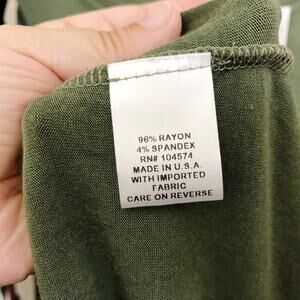 96% RAYON
4% SPANDEX
RN# 104574
MADE IN U.S.A.
WITH IMPORTED
FABRIC
CARE ON REVERSE